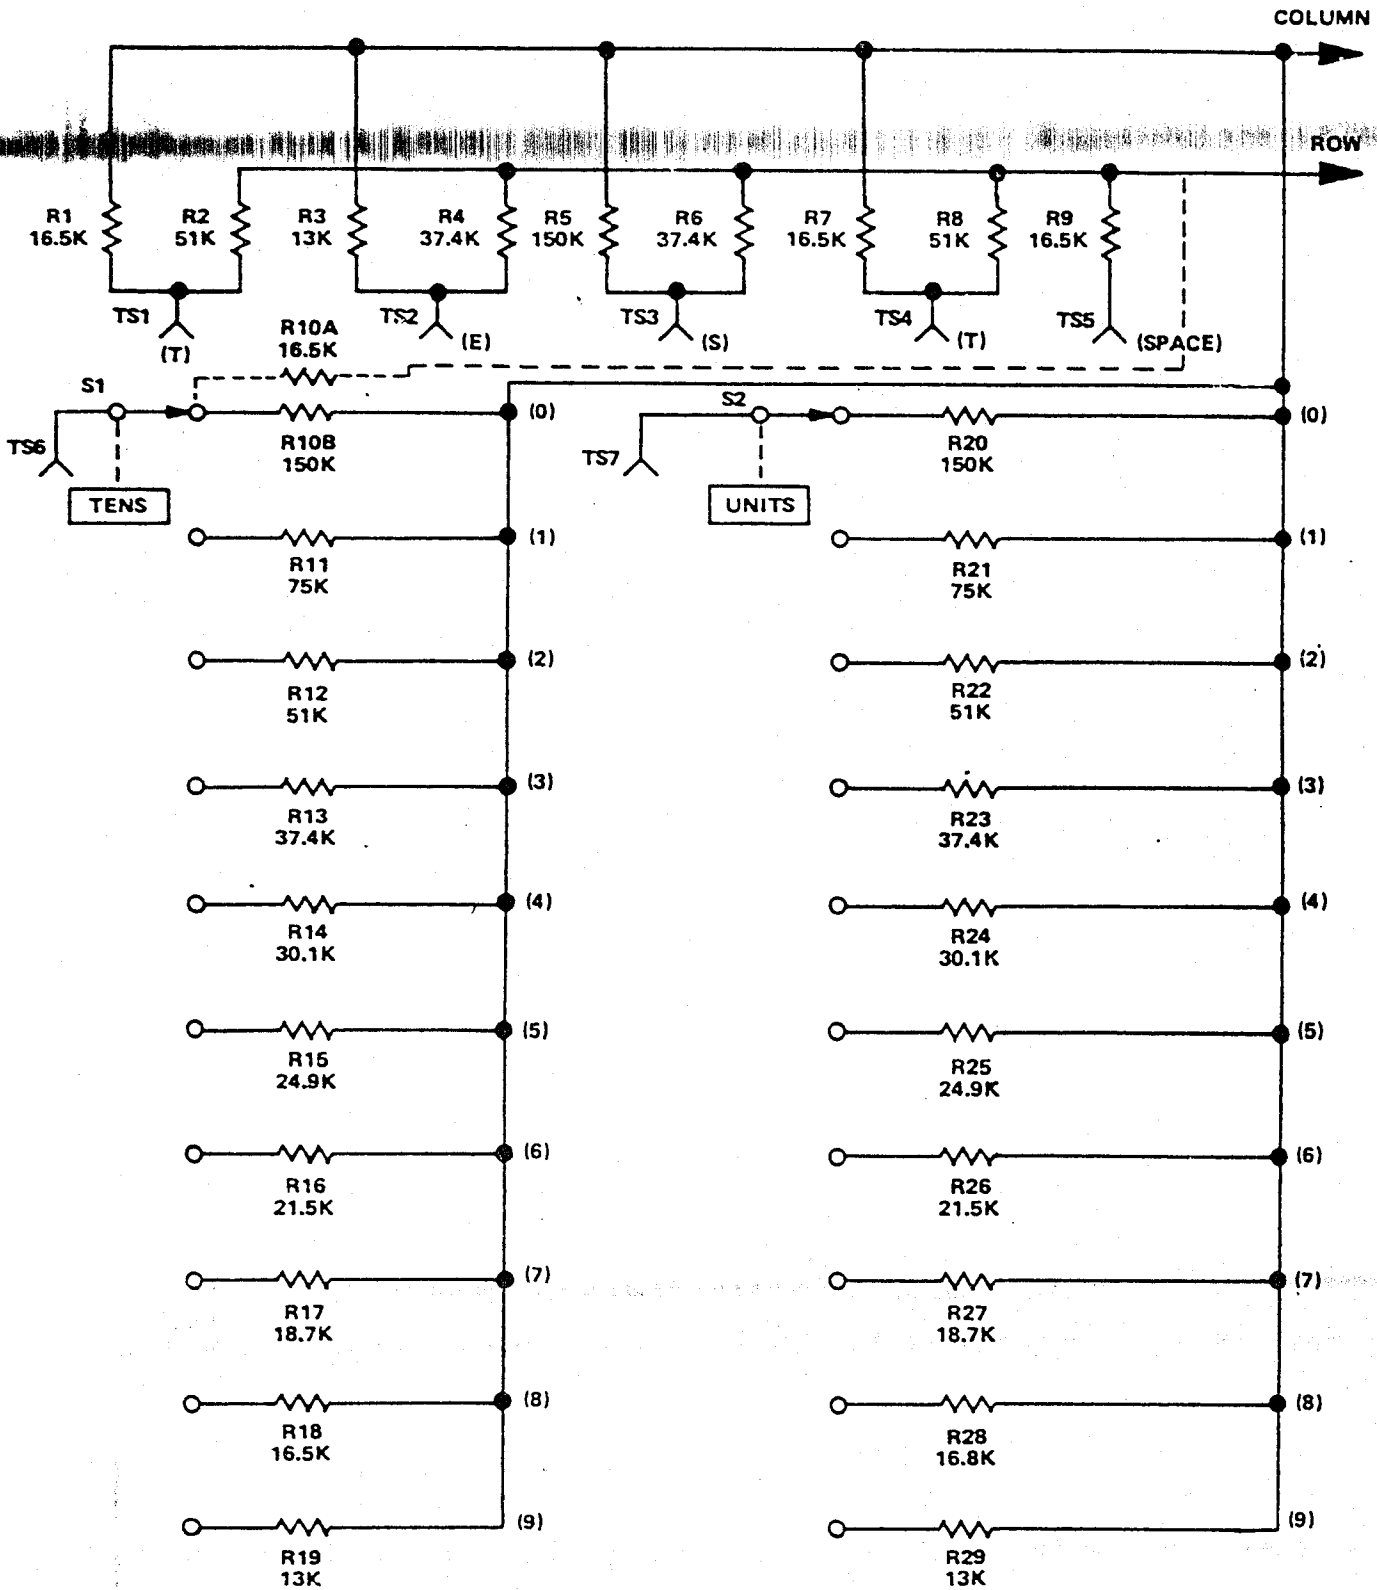 COLUMN
ROW
R1
16.5K
R2
51K
R3
13K
R4
37.4K
R5
150K
R6
37.4K
R7
16.5K
R8
51K
R9
16.5K
TS1
(T)
TS2
(E)
TS3
(S)
TS4
(T)
TS5
(SPACE)
R10A
16.5K
S1
(0)
S2
(0)
TS6
R10B
150K
TS7
R20
150K
TENS
UNITS
(1)
(1)
R11
75K
R21
75K
(2)
(2)
R12
51K
R22
51K
(3)
(3)
R13
37.4K
R23
37.4K
(4)
(4)
R14
30.1K
R24
30.1K
(5)
(5)
R15
24.9K
R25
24.9K
(6)
(6)
R16
21.5K
R26
21.5K
(7)
(7)
R17
18.7K
R27
18.7K
(8)
(8)
R18
16.5K
R28
16.8K
(9)
(9)
R19
13K
R29
13K